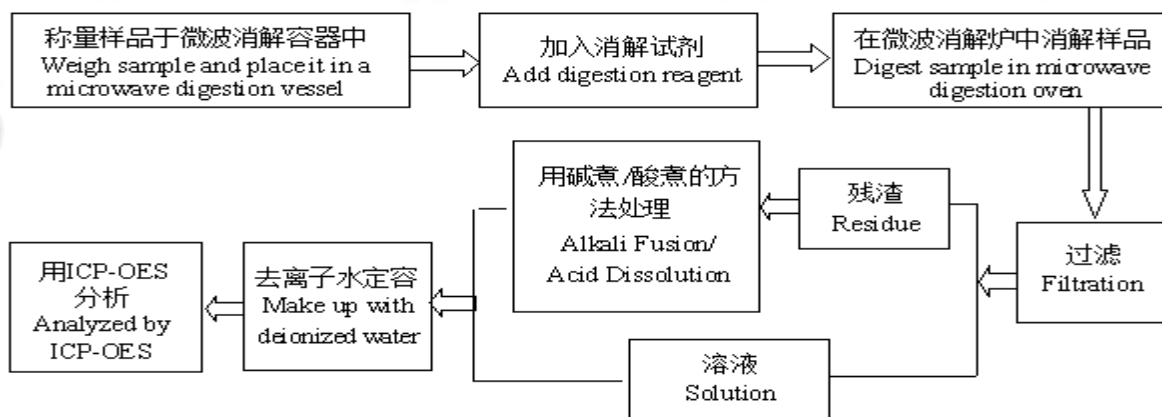 称量样品于微波消解容器中
Weigh sample and place it in a
microwave digestion vessel
加入消解试剂
Add digestion reagent
在微波消解炉中消解样品
Digest sample in microwave
digestion oven
过滤
Filtration
残渣
Residue
溶液
Solution
用碱煮/酸煮的方
法处理
Alkali Fusion/
Acid Dissolution
去离子水定容
Make up with
deionized water
用ICP-OES
分析
Analyzed by
ICP-OES